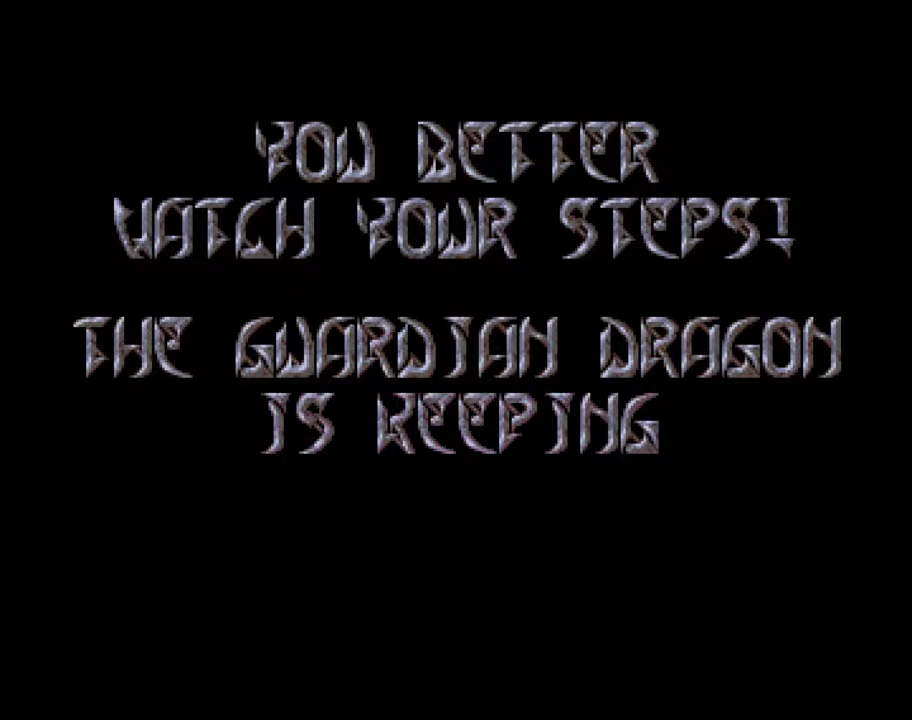 YOU BETTER
WATCH YOUR STEPS!
THE GUARDIAN DRAGON
IS KEEPING